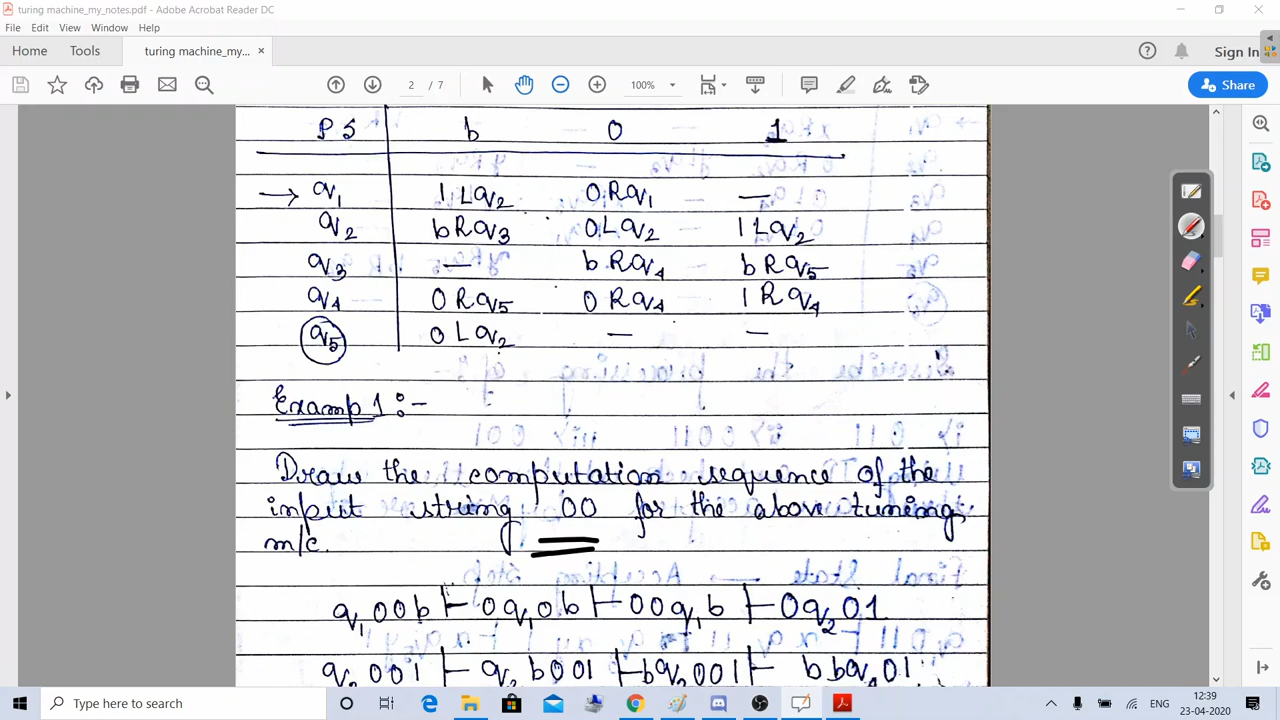 turing machine_my_notes.pdf - Adobe Acrobat Reader DC
File Edit View Window Help
Home Tools turing machine_my... × Sign In
2 / 7 100% Share
PS b 0 1
→ q1 1Lq2 0Rq1 —
q2 bRq3 0Lq2 1Lq2
q3 — bRq4 bRq5
q4 0Rq5 0Rq4 1Rq4
q5 0Lq2 — —
Examp 1 :-
Draw the computation sequence of the
input string 00 for the above tuning
m/c.
q1 00b ⊢ 0q1 0b ⊢ 00q1 b ⊢ 0q2 01
q2 001 ⊢ q2 b001 ⊢ bq3 001 ⊢ bbq4 01
Type here to search
ENG
12:39
23-04-2020